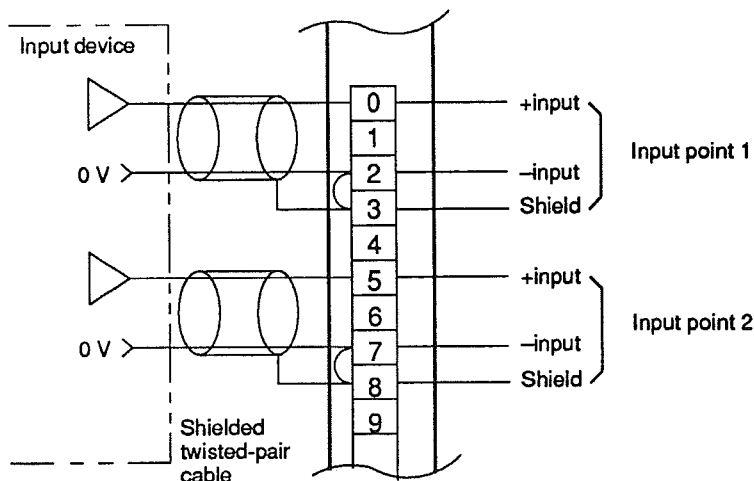 Input device
0 V
0 V
Shielded
twisted-pair
cable
0
1
2
3
4
5
6
7
8
9
+input
–input
Shield
Input point 1
+input
–input
Shield
Input point 2